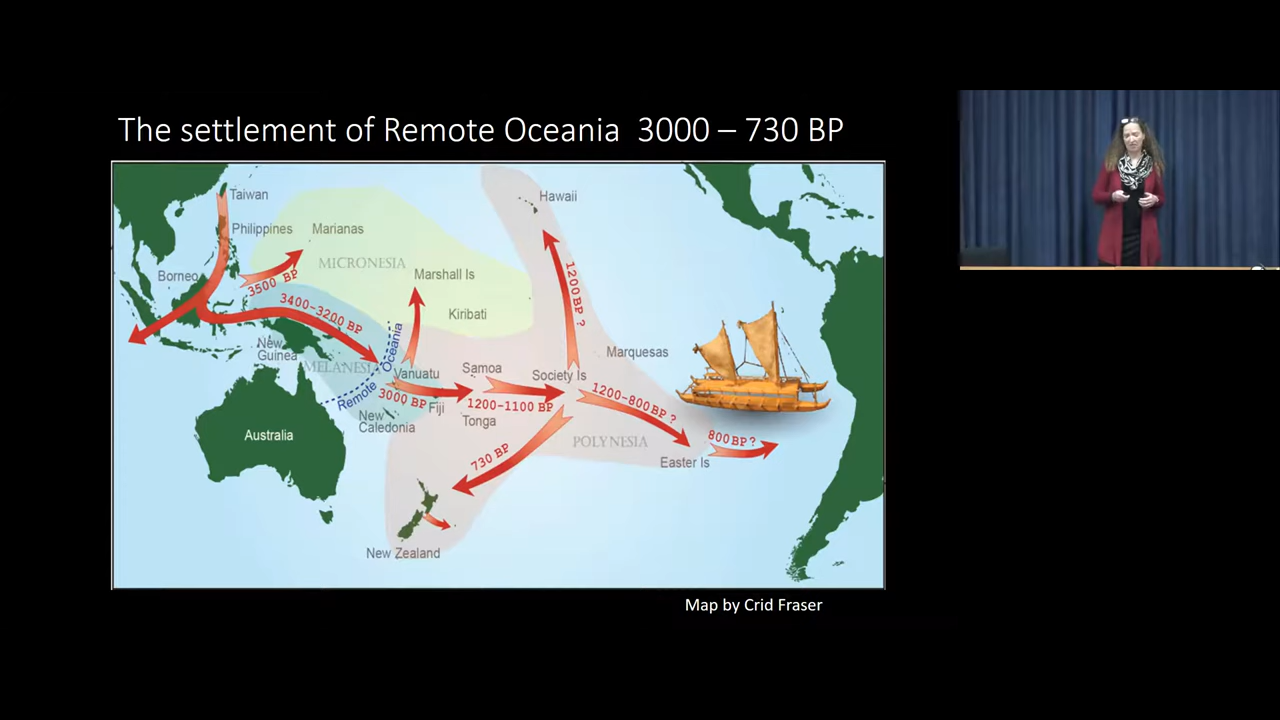 The settlement of Remote Oceania 3000 – 730 BP
Taiwan
Hawaii
Philippines
Marianas
MICRONESIA
Borneo
Marshall Is
3500 BP
1200BP ?
3400-3200 BP
Kiribati
New
Guinea
Remote Oceania
Marquesas
MELANESIA
Vanuatu
Samoa
Society Is
3000 BP
Fiji
1200-1100 BP
1200-800BP ?
New
Caledonia
Tonga
Australia
POLYNESIA
800BP?
730 BP
Easter Is
New Zealand
Map by Crid Fraser